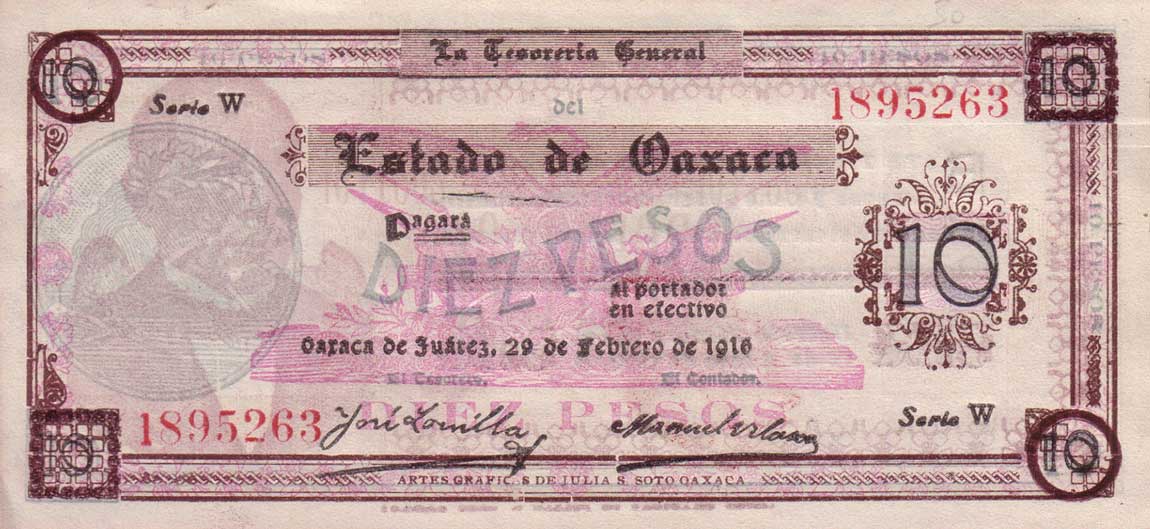 10
La Tesorería General
10
Serie W
del
1895263
Estado de Oaxaca
Pagará
DIEZ PESOS
10
al portador
en efectivo
Oaxaca de Juárez, 29 de Febrero de 1916
El Tesorero.
El Contador.
DIEZ PESOS
1895263
Serie W
10
10
ARTES GRAFIC. S DE JULIA S. SOTO OAXACA